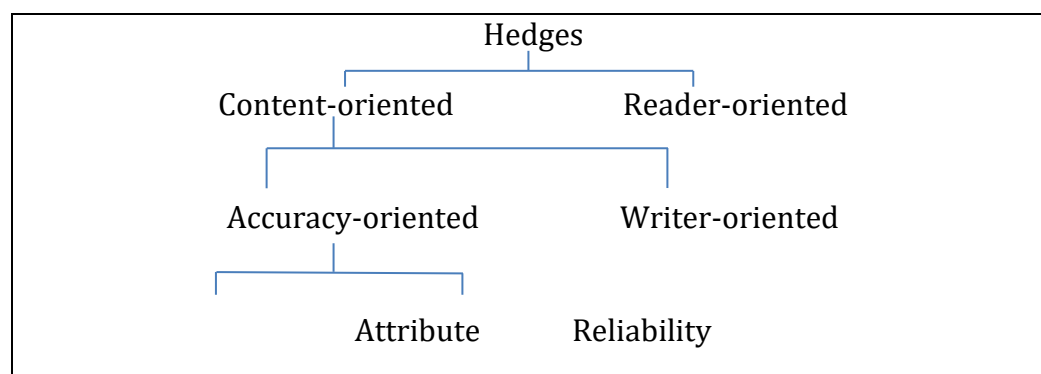 Hedges
Content-oriented Reader-oriented
Accuracy-oriented Writer-oriented
Attribute Reliability